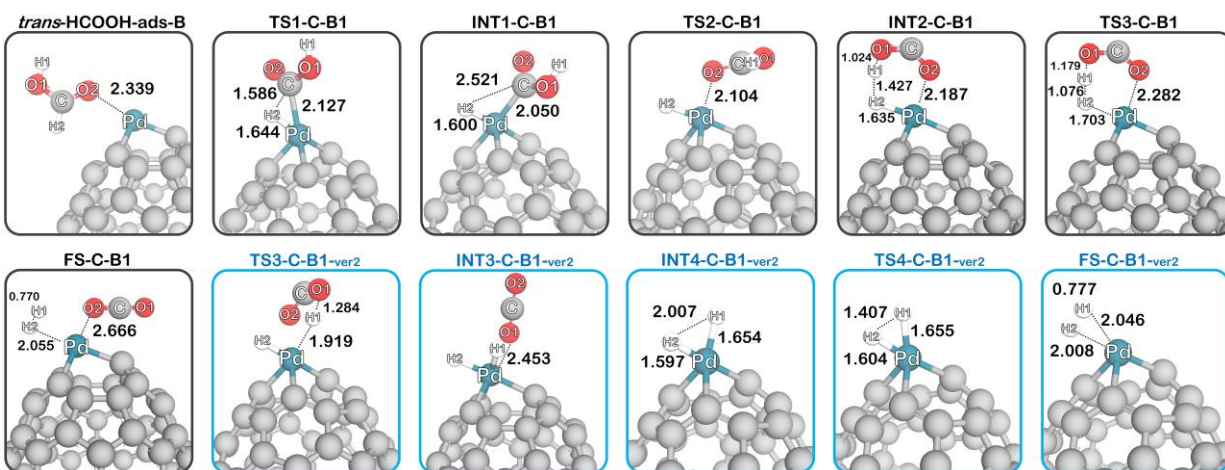 trans-HCOOH-ads-B
H1
O1
C
O2
H2
2.339
Pd
TS1-C-B1
H1
O2
O1
C
1.586
2.127
H2
1.644
Pd
INT1-C-B1
O2
H1
2.521
C
O1
H2
2.050
1.600
Pd
TS2-C-B1
O2
C
H1
O1
H2
2.104
Pd
INT2-C-B1
O1
C
1.024
H1
O2
1.427
H2
2.187
1.635
Pd
TS3-C-B1
O1
C
1.179
H1
O2
1.076
H2
2.282
1.703
Pd
FS-C-B1
0.770
H1
O2
C
O1
H2
2.666
2.055
Pd
TS3-C-B1-ver2
C
O1
1.284
O2
H1
H2
1.919
Pd
INT3-C-B1-ver2
O2
C
O1
H2
H1
2.453
Pd
INT4-C-B1-ver2
2.007
H1
H2
1.654
1.597
Pd
TS4-C-B1-ver2
1.407
H1
H2
1.655
1.604
Pd
FS-C-B1-ver2
0.777
H1
2.046
H2
Pd
2.008